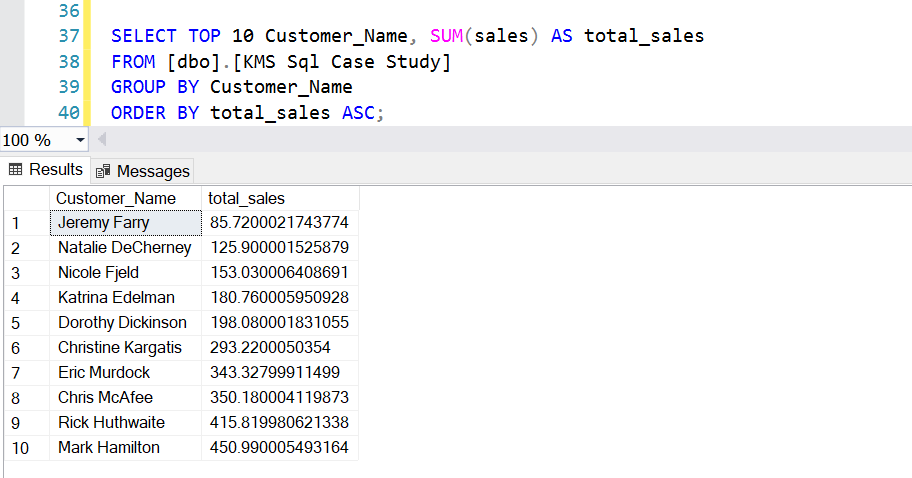 36
37 SELECT TOP 10 Customer_Name, SUM(sales) AS total_sales
38 FROM [dbo].[KMS Sql Case Study]
39 GROUP BY Customer_Name
40 ORDER BY total_sales ASC;
100 %
Results Messages
Customer_Name total_sales
1 Jeremy Farry 85.7200021743774
2 Natalie DeCherney 125.900001525879
3 Nicole Fjeld 153.030006408691
4 Katrina Edelman 180.760005950928
5 Dorothy Dickinson 198.080001831055
6 Christine Kargatis 293.2200050354
7 Eric Murdock 343.32799911499
8 Chris McAfee 350.180004119873
9 Rick Huthwaite 415.819980621338
10 Mark Hamilton 450.990005493164